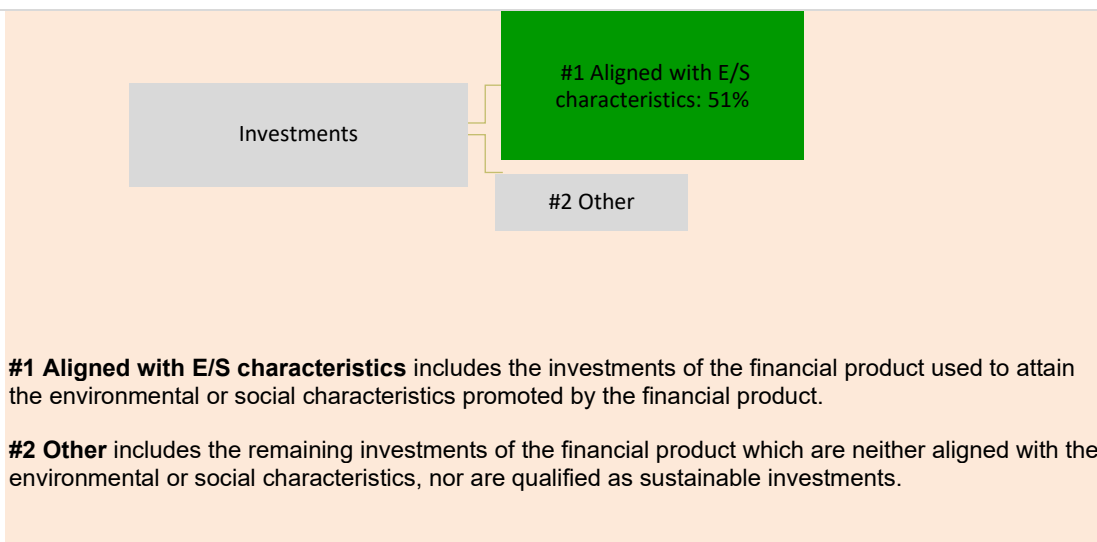 #1 Aligned with E/S
characteristics: 51%
Investments
#2 Other
#1 Aligned with E/S characteristics includes the investments of the financial product used to attain
the environmental or social characteristics promoted by the financial product.
#2 Other includes the remaining investments of the financial product which are neither aligned with the
environmental or social characteristics, nor are qualified as sustainable investments.